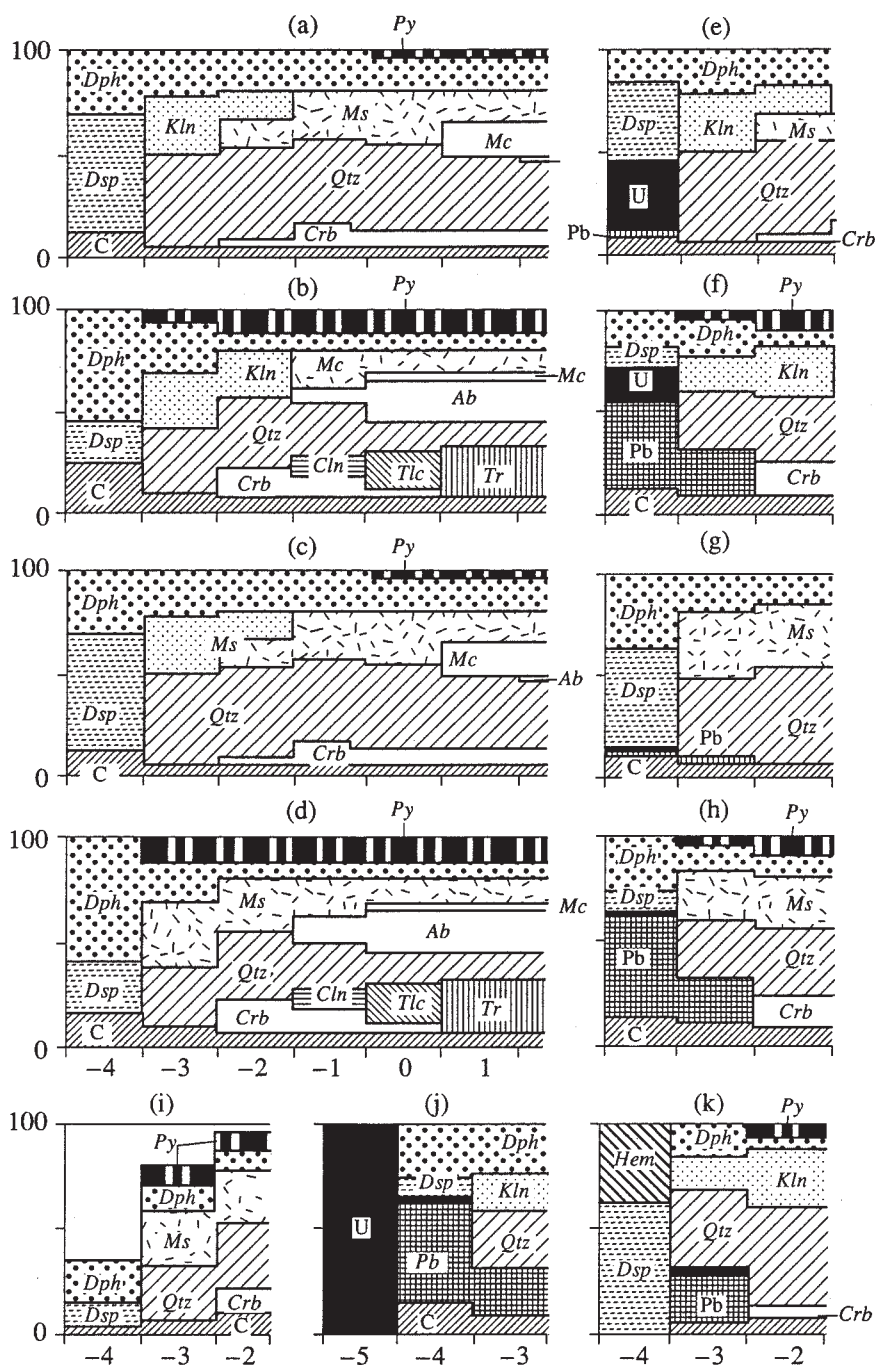 (a) Py (e)
100
Dph Dph
Kln Ms Dsp Kln Ms
Mc
Dsp Qtz U Qtz
C Crb Pb Crb
0
(b) Py (f) Py
100
Dph Kln Mc Mc Dsp Dph Kln
Ab U
Dsp Qtz Pb Qtz
C Crb Cln Tlc Tr C Crb
0
(c) Py (g)
100
Dph Dph
Ms Mc Ab Ms
Dsp Qtz Dsp Pb Qtz
C Crb C
0
(d) Py (h) Py
100
Dph Ms Mc Dph
Ab Dsp Ms
Dsp Qtz Pb Qtz
C Crb Cln Tlc Tr C Crb
0
−4 −3 −2 −1 0 1
(i) (j) (k)
100 Py Dph Dph Py
Dph Dsp Kln Hem Kln
Ms U Qtz
Dph Qtz Pb Qtz Dsp Pb
Dsp Crb C Crb
0 C
−4 −3 −2 −5 −4 −3 −4 −3 −2